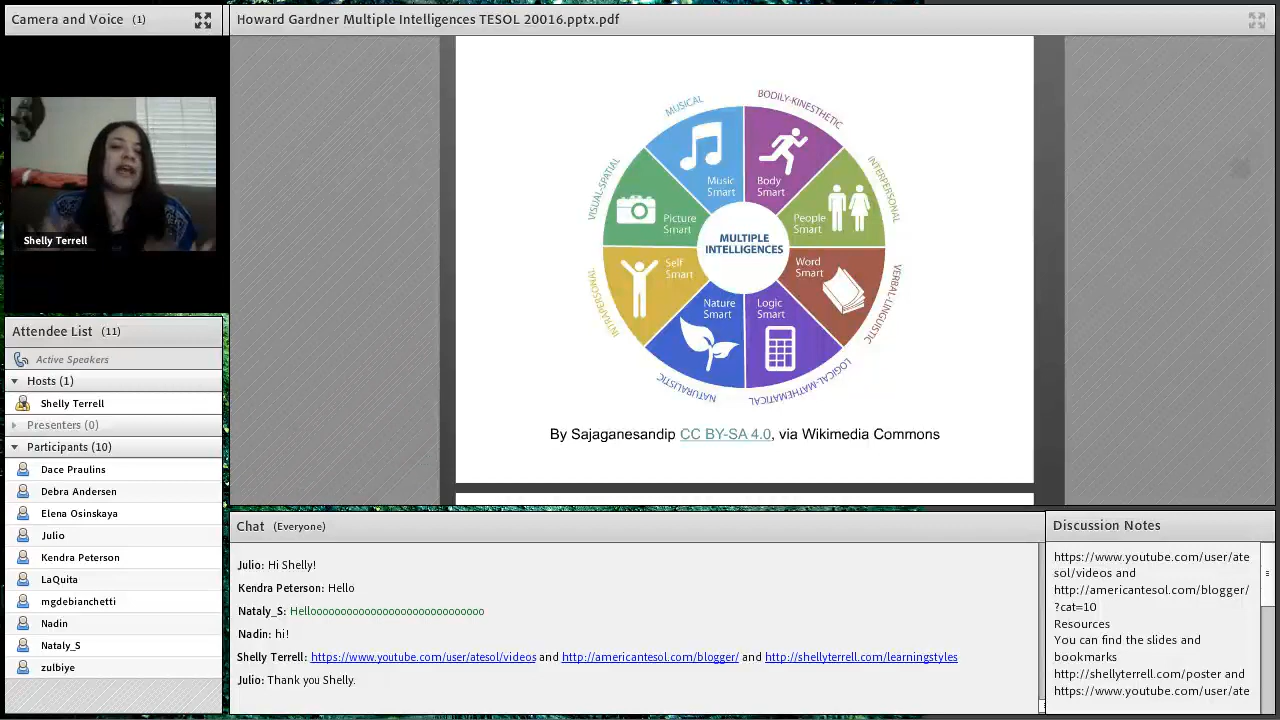 Camera and Voice (1)
Shelly Terrell
Attendee List (11)
Active Speakers
Hosts (1)
Shelly Terrell
Presenters (0)
Participants (10)
Dace Praulins
Debra Andersen
Elena Osinskaya
Julio
Kendra Peterson
LaQuita
mgdebianchetti
Nadin
Nataly_S
zulbiye
Howard Gardner Multiple Intelligences TESOL 20016.pptx.pdf
MUSICAL
BODILY-KINESTHETIC
INTERPERSONAL
VERBAL-LINGUISTIC
LOGICAL-MATHEMATICAL
NATURALISTIC
INTRAPERSONAL
VISUAL-SPATIAL
Music
Smart
Body
Smart
People
Smart
Word
Smart
Logic
Smart
Nature
Smart
Self
Smart
Picture
Smart
MULTIPLE
INTELLIGENCES
By Sajaganesandip CC BY-SA 4.0, via Wikimedia Commons
Chat (Everyone)
Julio: Hi Shelly!
Kendra Peterson: Hello
Nataly_S: Hellooooooooooooooooooooooooooooo
Nadin: hi!
Shelly Terrell: https://www.youtube.com/user/atesol/videos and http://americantesol.com/blogger/ and http://shellyterrell.com/learningstyles
Julio: Thank you Shelly.
Discussion Notes
https://www.youtube.com/user/ate
sol/videos and
http://americantesol.com/blogger/
?cat=10
Resources
You can find the slides and
bookmarks
http://shellyterrell.com/poster and
https://www.youtube.com/user/ate